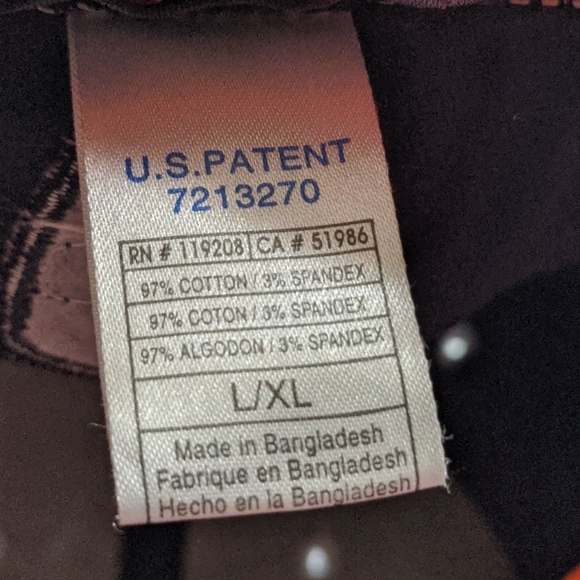 U.S.PATENT
7213270
RN # 119208 CA # 51986
97% COTTON / 3% SPANDEX
97% COTON / 3% SPANDEX
97% ALGODON / 3% SPANDEX
L/XL
Made in Bangladesh
Fabrique en Bangladesh
Hecho en la Bangladesh